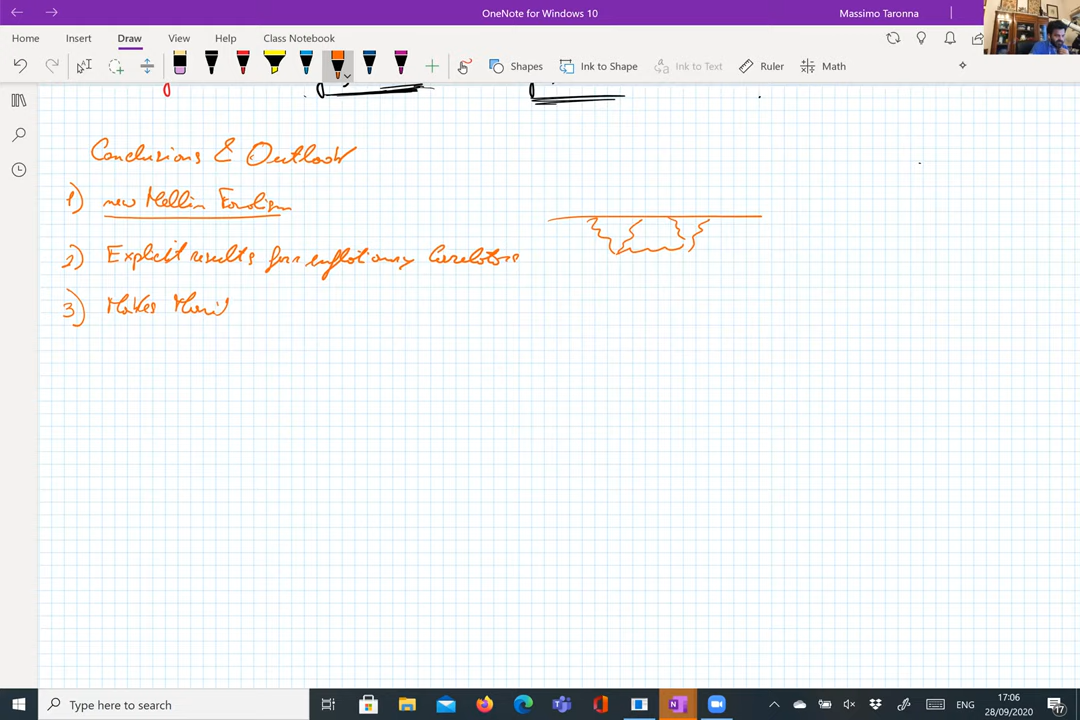 OneNote for Windows 10
Massimo Taronna
Home Insert Draw View Help Class Notebook
Shapes Ink to Shape Ink to Text Ruler Math
Conclusions & Outlook
1) new Mellin Formalism
2) Explicit results for inflationary Correlators
3) Makes
Type here to search
ENG
17:06
28/09/2020
17